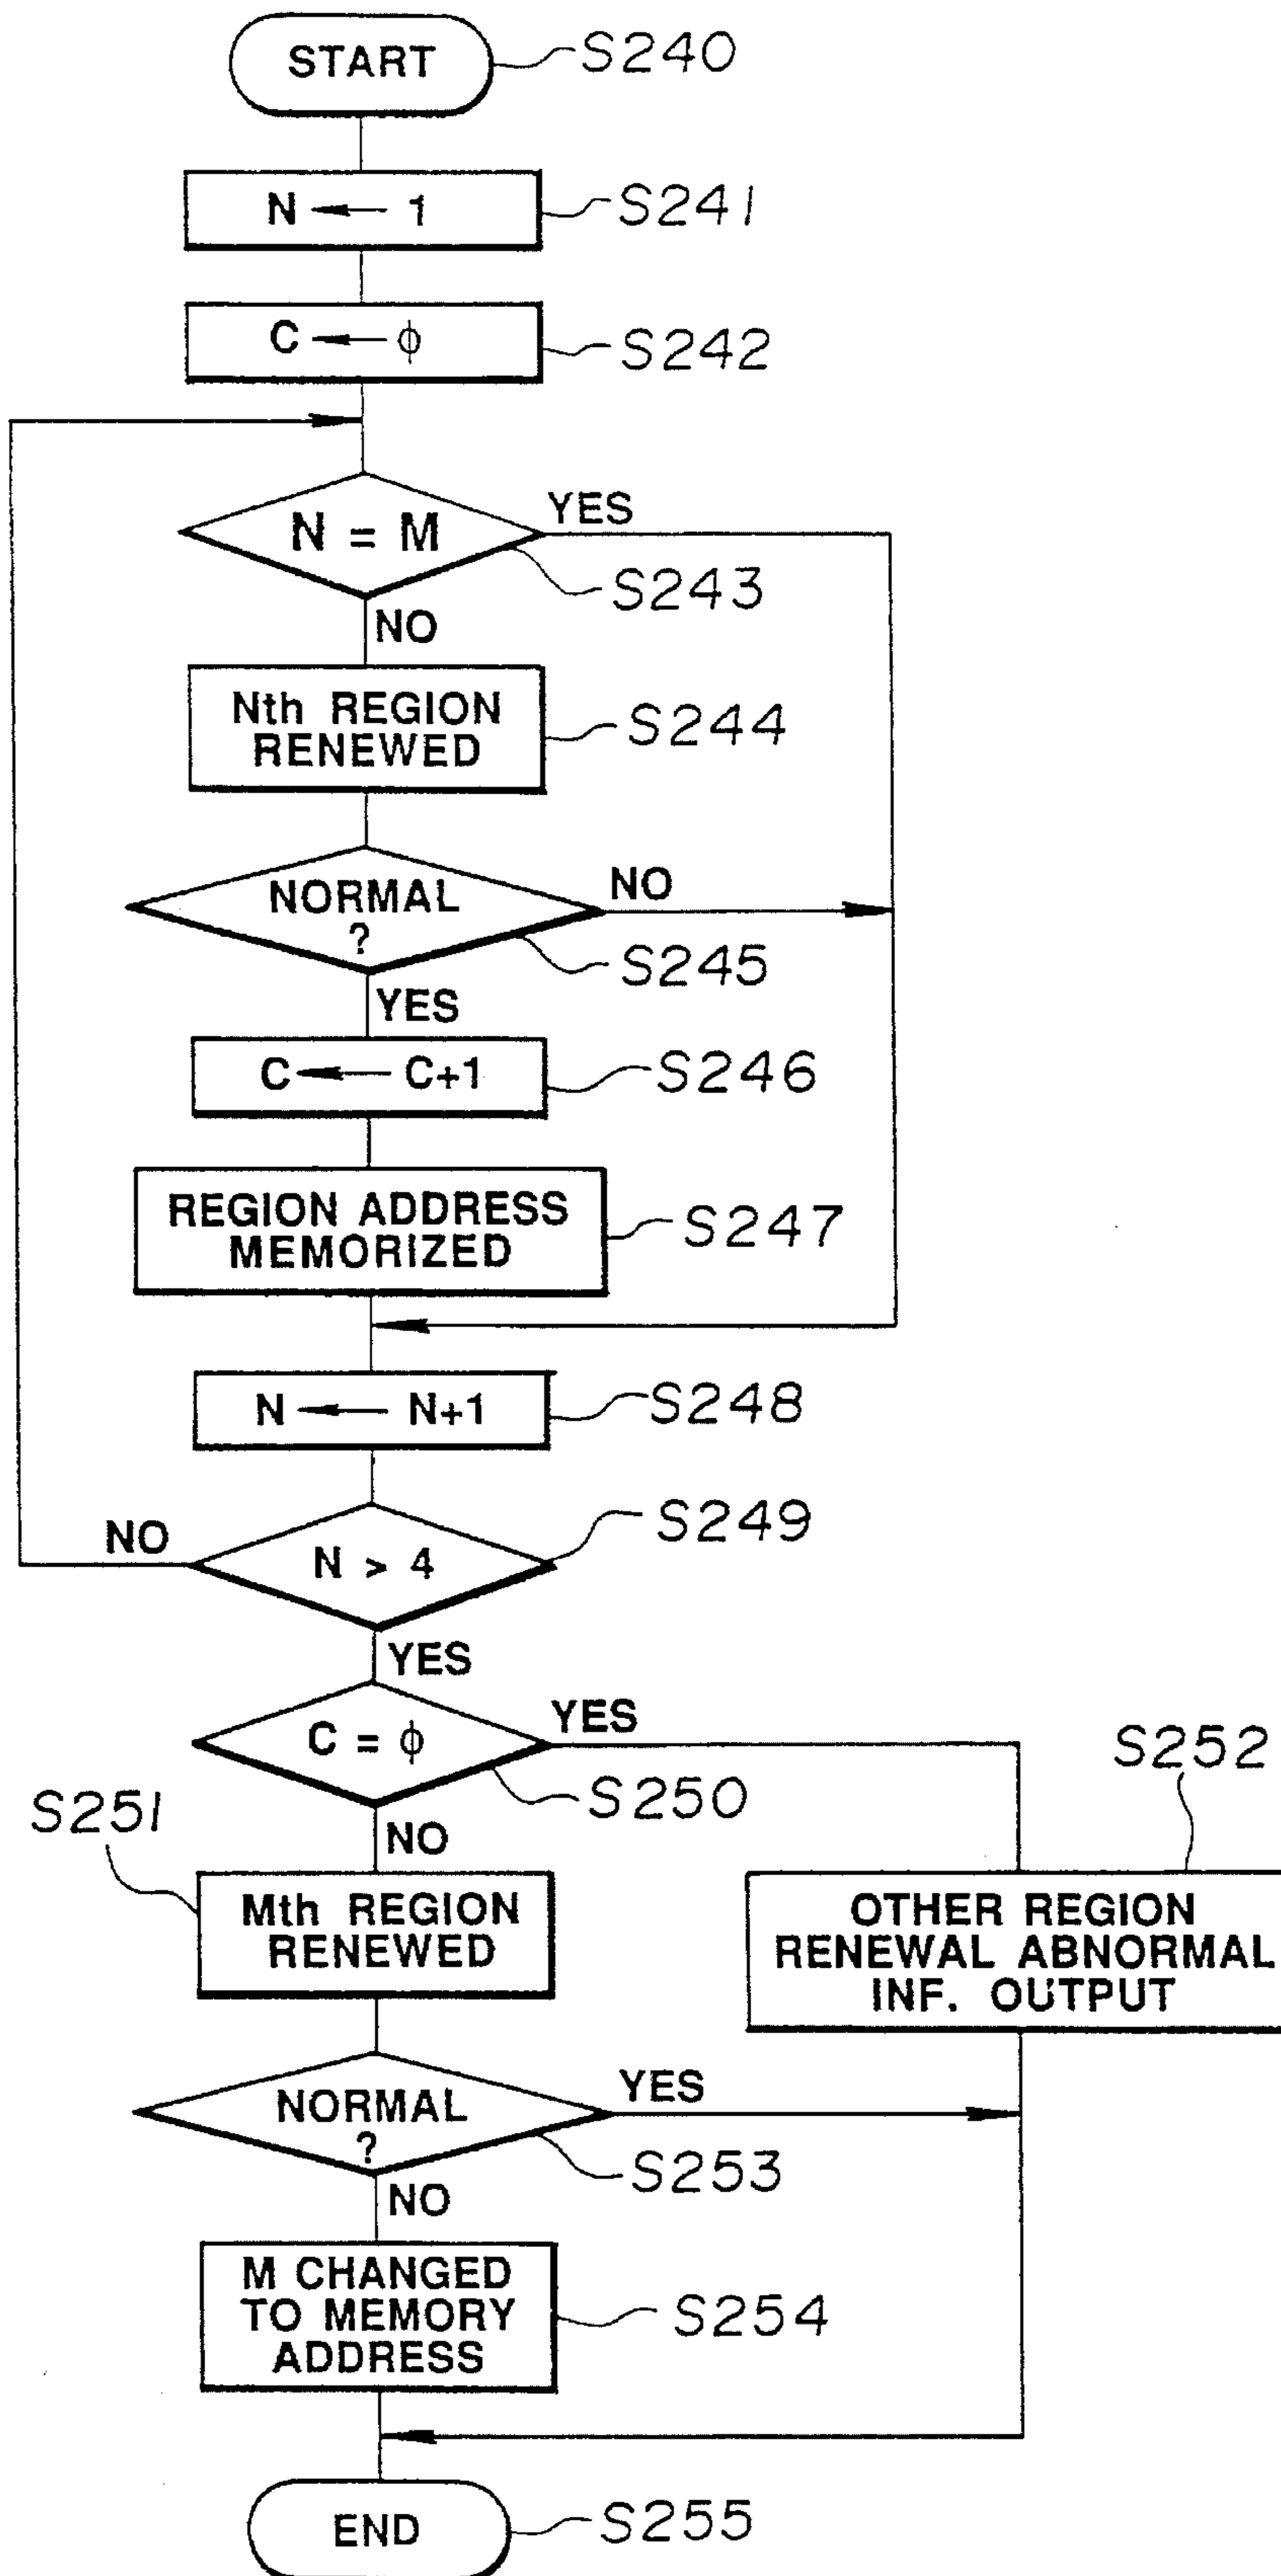 START
S240
N ← 1
S241
C ← ϕ
S242
N = M
YES
S243
NO
Nth REGION
RENEWED
S244
NORMAL
?
NO
S245
YES
C ← C+1
S246
REGION ADDRESS
MEMORIZED
S247
N ← N+1
S248
S249
NO
N > 4
YES
C = ϕ
YES
S250
S252
S251
NO
Mth REGION
RENEWED
OTHER REGION
RENEWAL ABNORMAL
INF. OUTPUT
NORMAL
?
YES
S253
NO
M CHANGED
TO MEMORY
ADDRESS
S254
END
S255